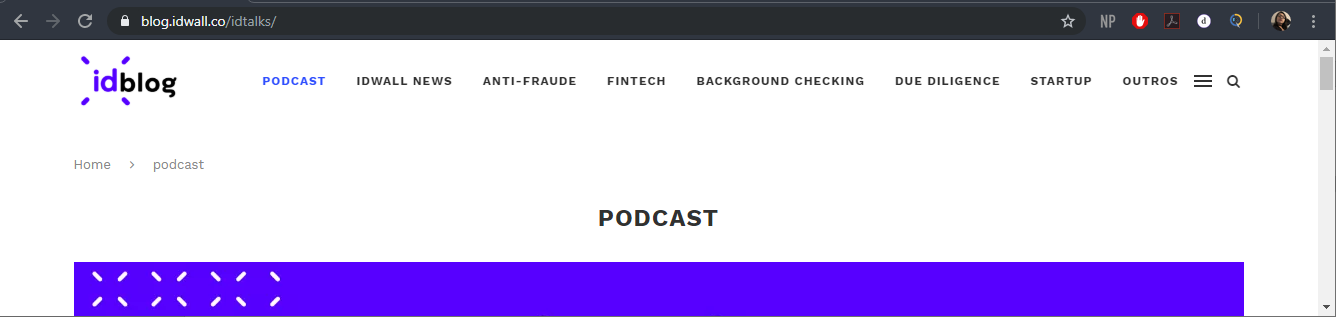 blog.idwall.co/idtalks/
NP
d
idblog
PODCAST IDWALL NEWS ANTI-FRAUDE FINTECH BACKGROUND CHECKING DUE DILIGENCE STARTUP OUTROS
Home > podcast
PODCAST